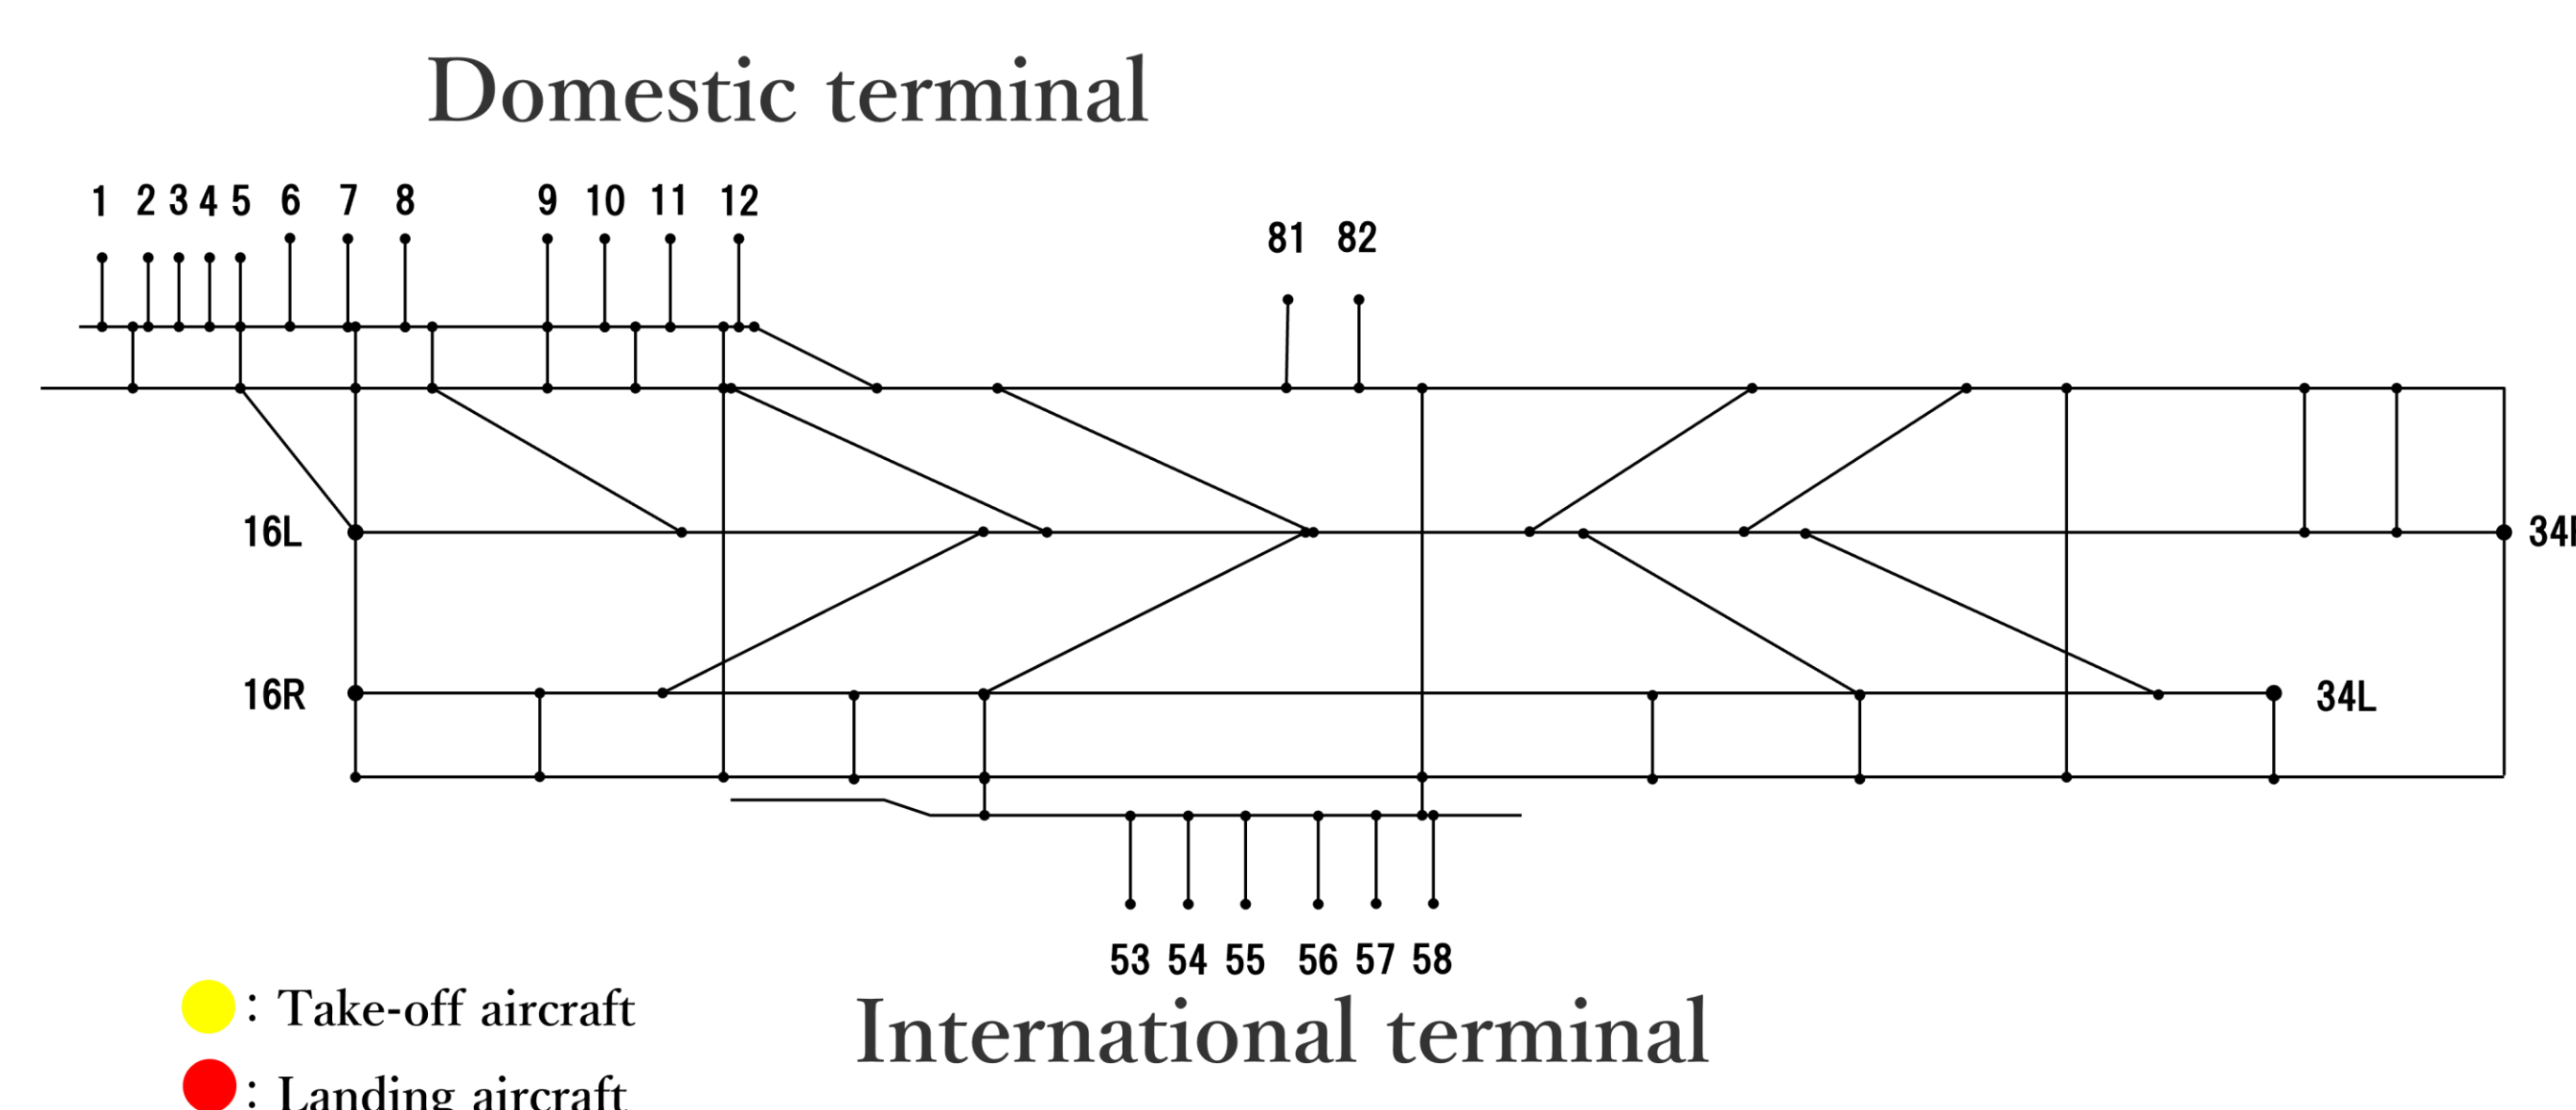 Domestic terminal
1 2 3 4 5 6 7 8 9 10 11 12
81 82
16L
16R 34L
53 54 55 56 57 58
International terminal
: Take-off aircraft
: Landing aircraft